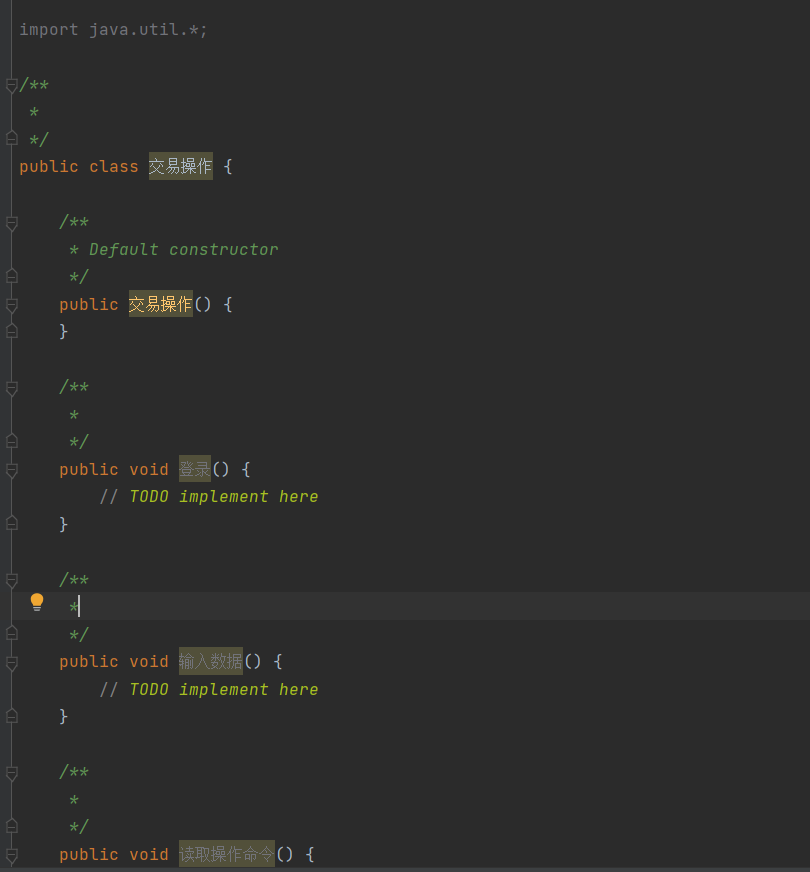 import java.util.*;
/**
*
*/
public class 交易操作 {
/**
* Default constructor
*/
public 交易操作() {
}
/**
*
*/
public void 登录() {
// TODO implement here
}
/**
*
*/
public void 输入数据() {
// TODO implement here
}
/**
*
*/
public void 读取操作命令() {